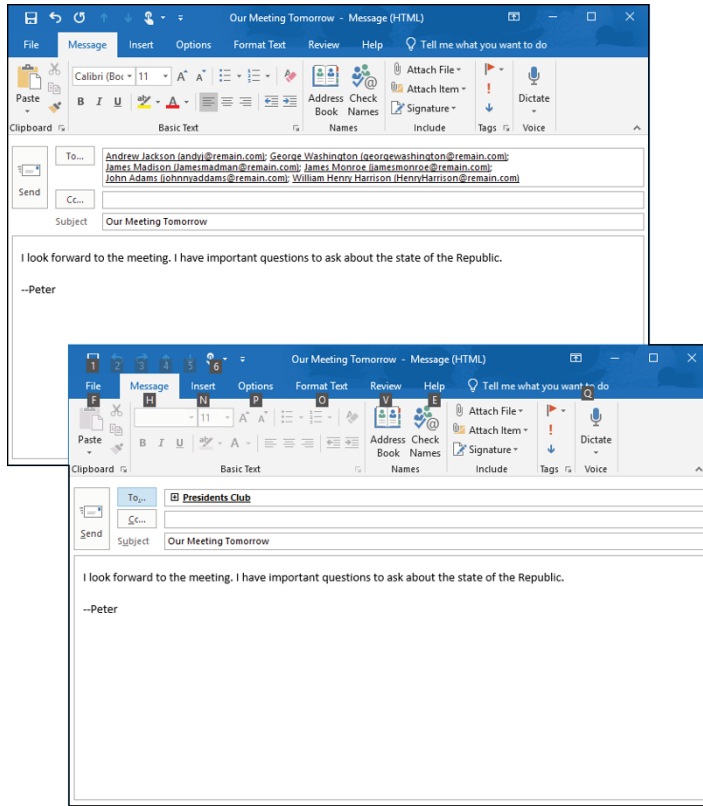 Our Meeting Tomorrow - Message (HTML)
File Message Insert Options Format Text Review Help Tell me what you want to do
Calibri (Boc 11 A A
Paste B I U aby A Address Check Attach File
Book Names Attach Item
Signature Dictate
Clipboard Basic Text Names Include Tags Voice
To... Andrew Jackson (andyj@remain.com); George Washington (georgewashington@remain.com);
James Madison (Jamesmadman@remain.com); James Monroe (jamesmonroe@remain.com);
John Adams (johnnyaddams@remain.com); William Henry Harrison (HenryHarrison@remain.com)
Send
Cc...
Subject Our Meeting Tomorrow
I look forward to the meeting. I have important questions to ask about the state of the Republic.
--Peter
Our Meeting Tomorrow - Message (HTML)
1 2 3 4 5 6
File Message Insert Options Format Text Review Help Tell me what you want to do
F H N P O V E Q
11 A A
Paste B I U aby A Address Check Attach File
Book Names Attach Item
Signature Dictate
Clipboard Basic Text Names Include Tags Voice
To... Presidents Club
Cc...
Send
Subject Our Meeting Tomorrow
I look forward to the meeting. I have important questions to ask about the state of the Republic.
--Peter